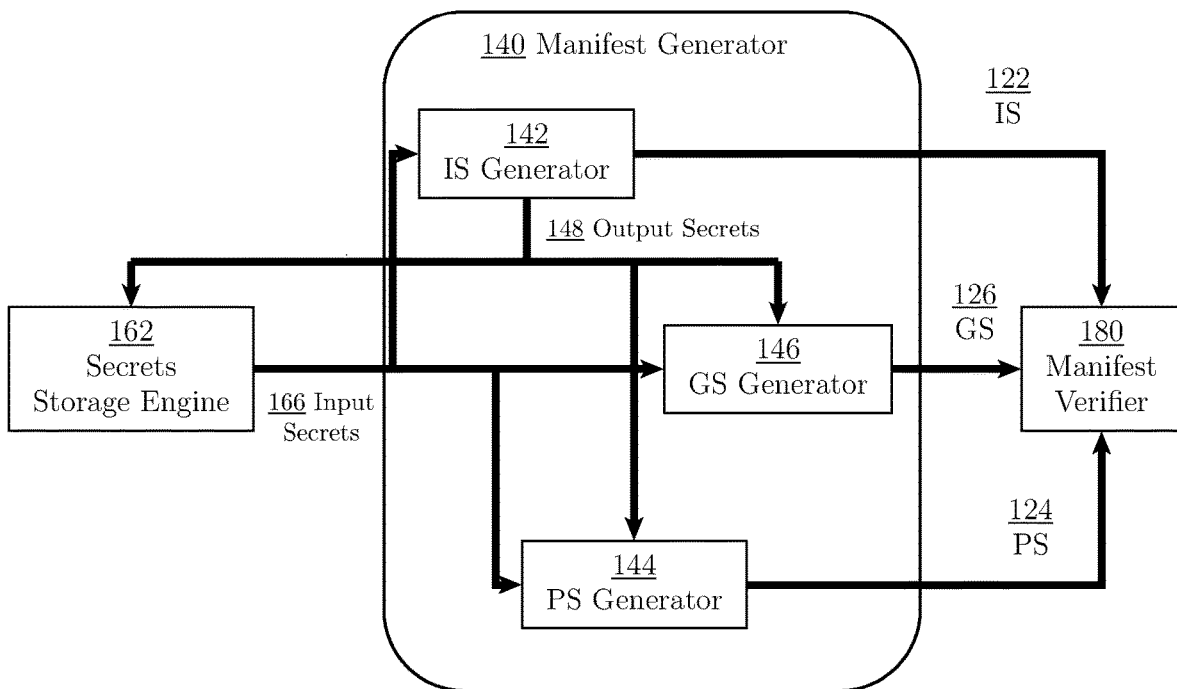 140 Manifest Generator
122
IS
142
IS Generator
148 Output Secrets
126
GS
162
Secrets
Storage Engine
146
GS Generator
180
Manifest
Verifier
166 Input
Secrets
124
PS
144
PS Generator